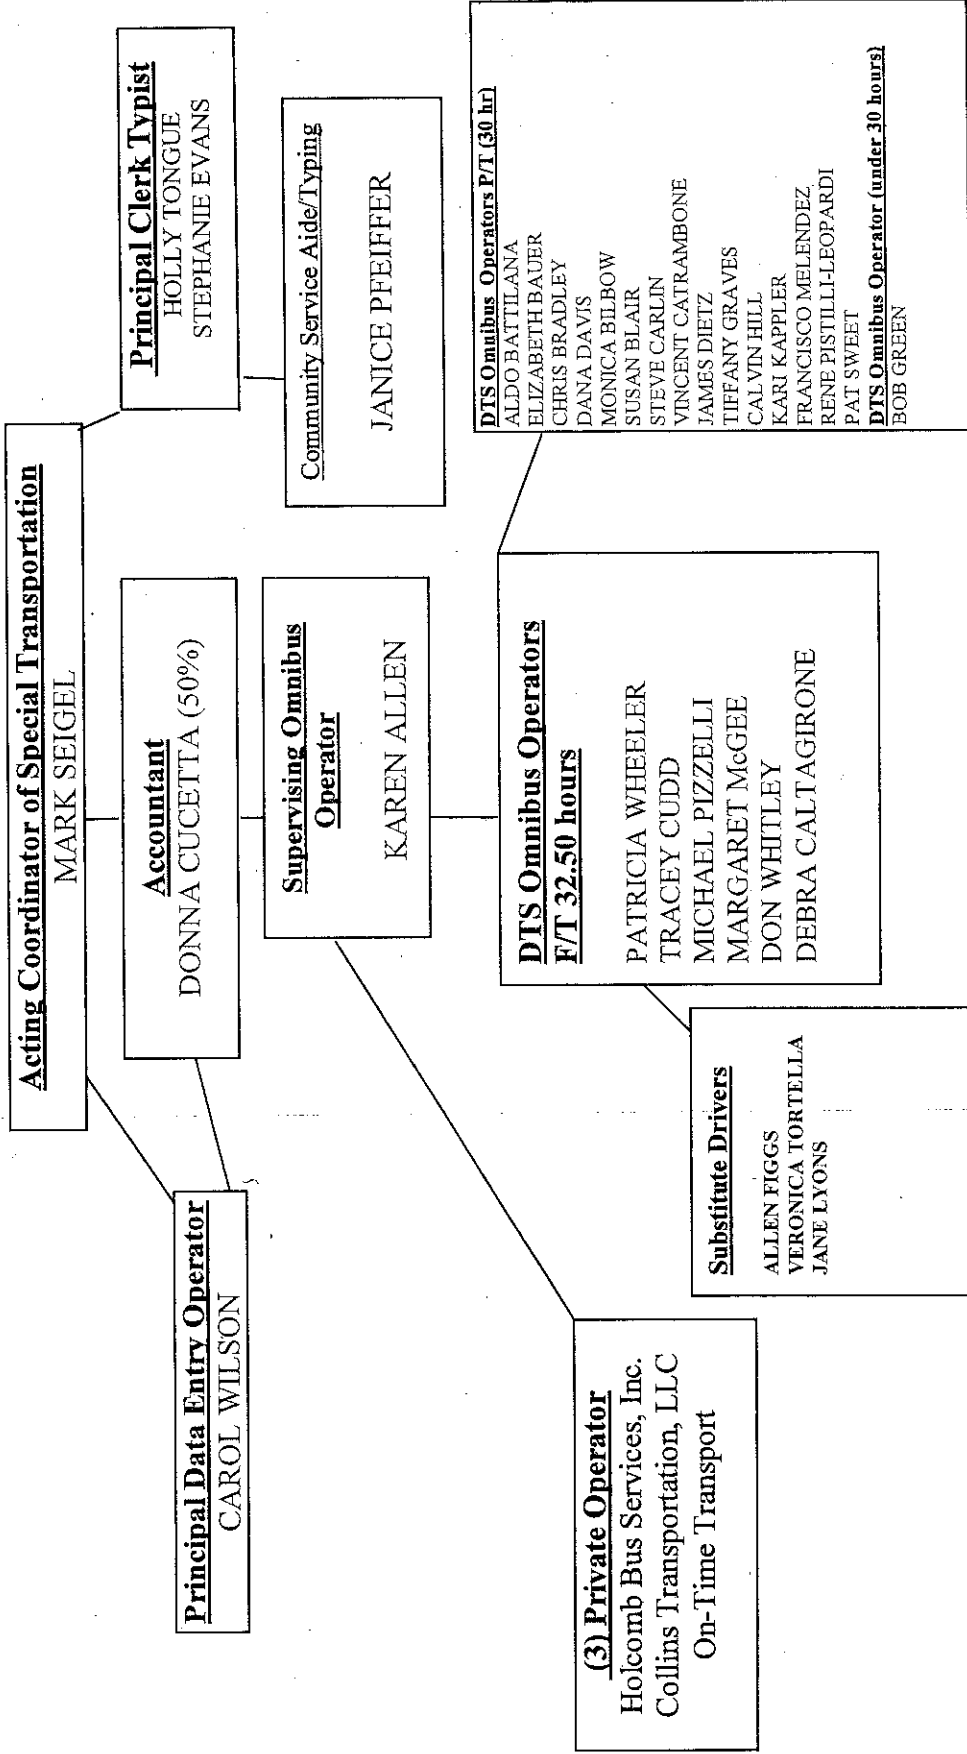 Acting Coordinator of Special Transportation
MARK SEIGEL
Principal Data Entry Operator
CAROL WILSON
Accountant
DONNA CUCETTA (50%)
Principal Clerk Typist
HOLLY TONGUE
STEPHANIE EVANS
Supervising Omnibus
Operator
KAREN ALLEN
Community Service Aide/Typing
JANICE PFEIFFER
(3) Private Operator
Holcomb Bus Services, Inc.
Collins Transportation, LLC
On-Time Transport
Substitute Drivers
ALLEN FIGGS
VERONICA TORTELLA
JANE LYONS
DTS Omnibus Operators
F/T 32.50 hours
PATRICIA WHEELER
TRACEY CUDD
MICHAEL PIZZELLI
MARGARET McGEE
DON WHITLEY
DEBRA CALTAGIRONE
DTS Omnibus Operators P/T (30 hr)
ALDO BATTILANA
ELIZABETH BAUER
CHRIS BRADLEY
DANA DAVIS
MONICA BILBOW
SUSAN BLAIR
STEVE CARLIN
VINCENT CATRAMBONE
JAMES DIETZ
TIFFANY GRAVES
CALVIN HILL
KARI KAPPLER
FRANCISCO MELENDEZ
RENE PISTILLI-LEOPARDI
PAT SWEET
DTS Omnibus Operator (under 30 hours)
BOB GREEN